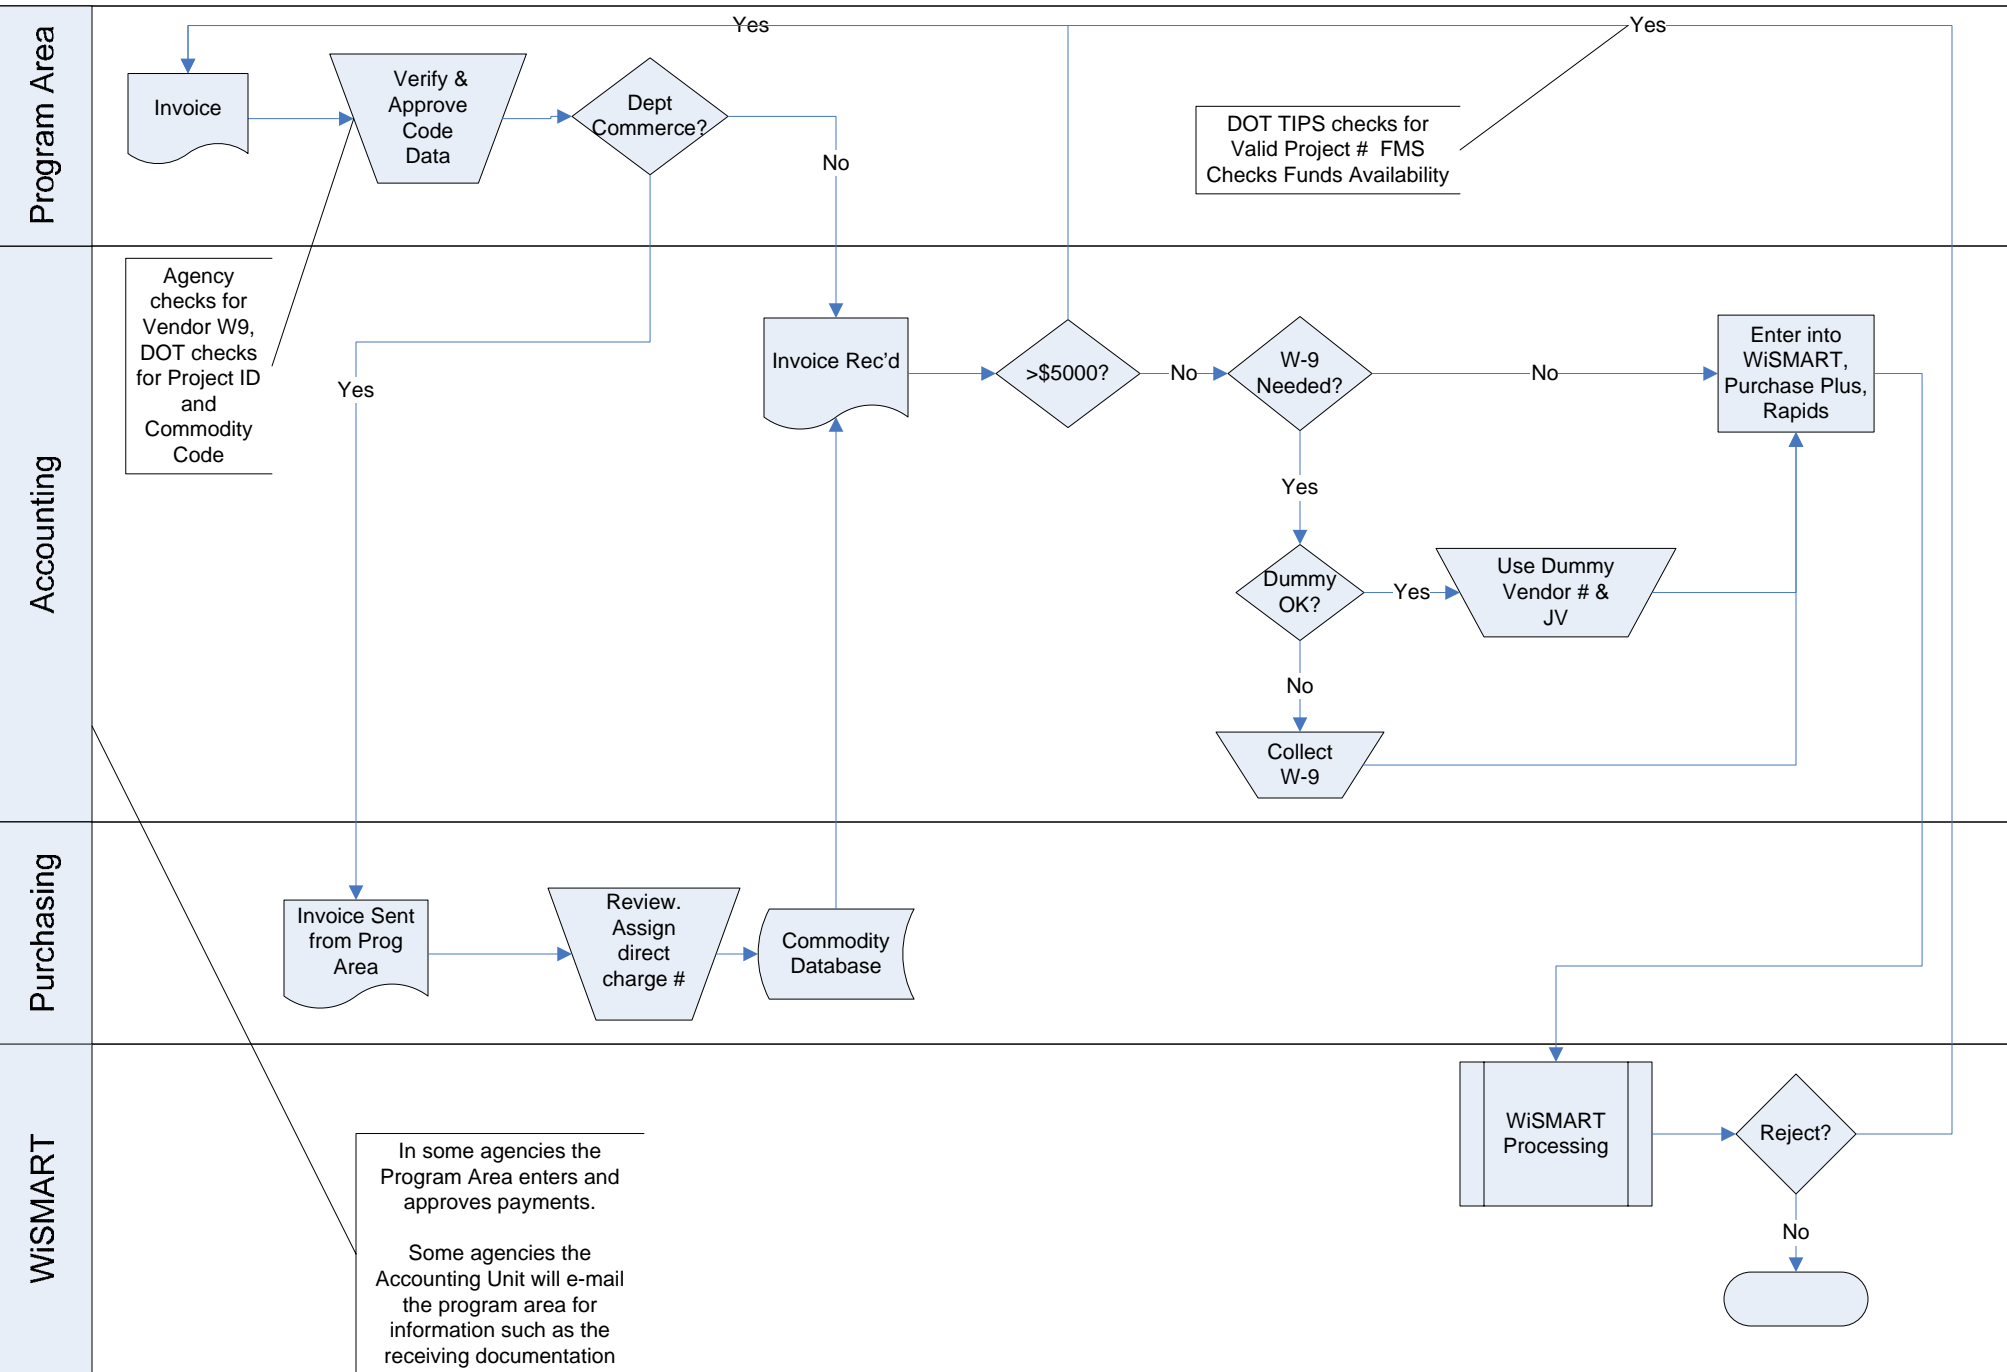 Program Area
Yes
Yes
Invoice
Verify &
Approve
Code
Data
Dept
Commerce?
No
DOT TIPS checks for
Valid Project #  FMS
Checks Funds Availability
Accounting
Agency
checks for
Vendor W9,
DOT checks
for Project ID
and
Commodity
Code
Yes
Invoice Rec’d
>$5000?
No
W-9
Needed?
No
Enter into
WiSMART,
Purchase Plus,
Rapids
Yes
Dummy
OK?
Yes
Use Dummy
Vendor # &
JV
No
Collect
W-9
Purchasing
Invoice Sent
from Prog
Area
Review.
Assign
direct
charge #
Commodity
Database
WiSMART
WiSMART
Processing
Reject?
No
In some agencies the
Program Area enters and
approves payments.
Some agencies the
Accounting Unit will e-mail
the program area for
information such as the
receiving documentation